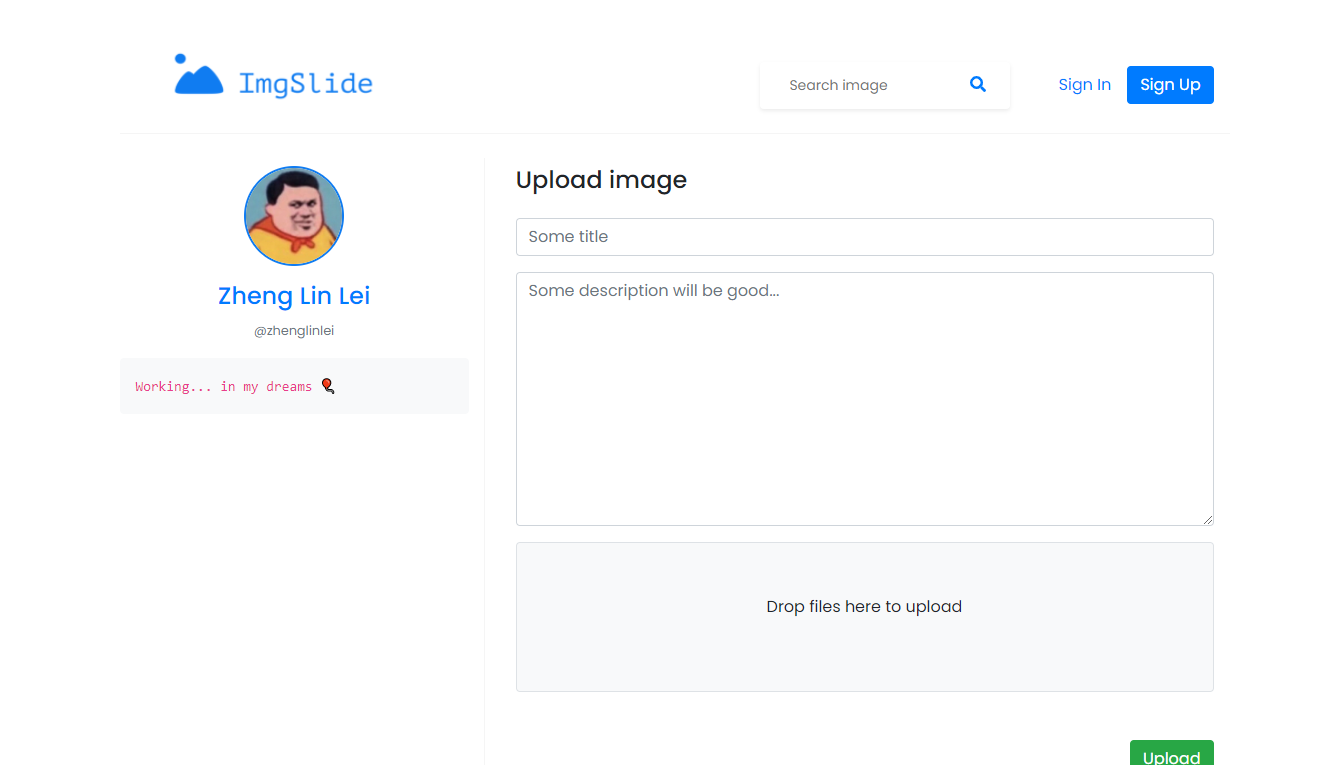 ImgSlide
Search image
Sign In
Sign Up
Zheng Lin Lei
@zhenglinlei
Working... in my dreams 🎈
Upload image
Some title
Some description will be good...
Drop files here to upload
Upload